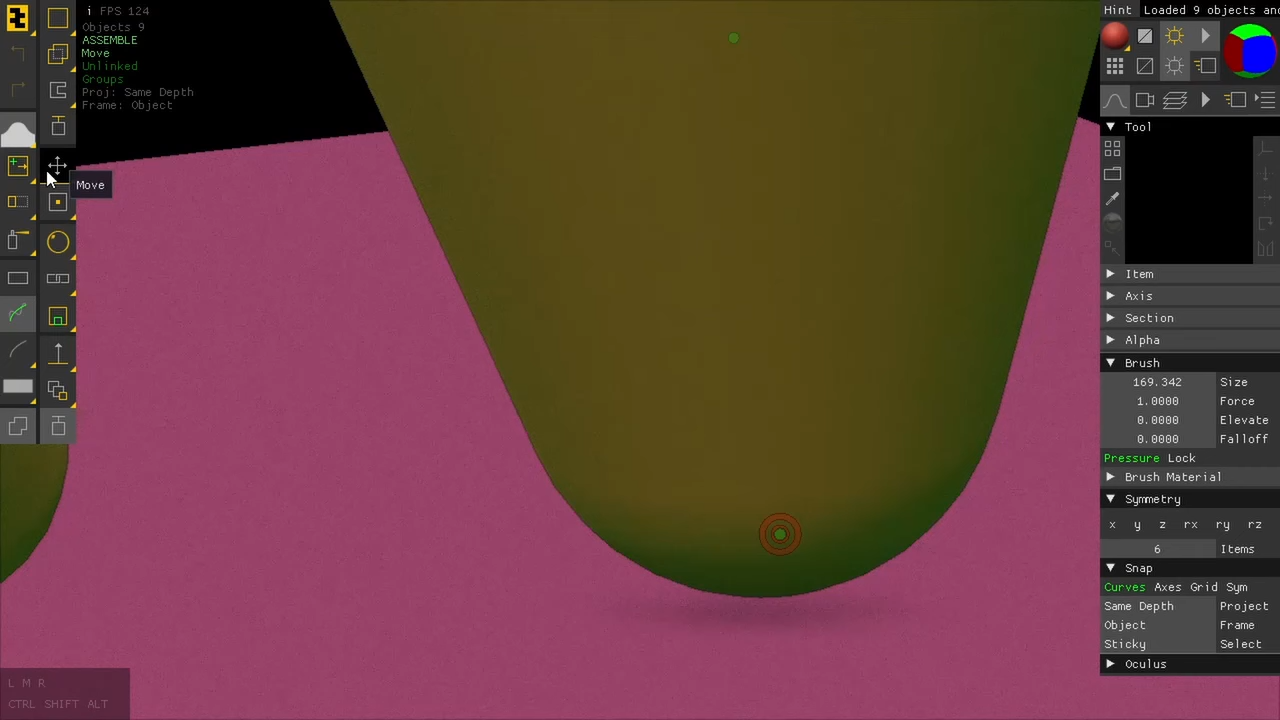 i FPS 124
Objects 9
ASSEMBLE
Move
Unlinked
Groups
Proj: Same Depth
Frame: Object
Move
Hint Loaded 9 objects and
Tool
Item
Axis
Section
Alpha
Brush
169.342 Size
1.0000 Force
0.0000 Elevate
0.0000 Falloff
Pressure Lock
Brush Material
Symmetry
x y z rx ry rz
6 Items
Snap
Curves Axes Grid Sym
Same Depth Project
Object Frame
Sticky Select
Oculus
L M R
CTRL SHIFT ALT